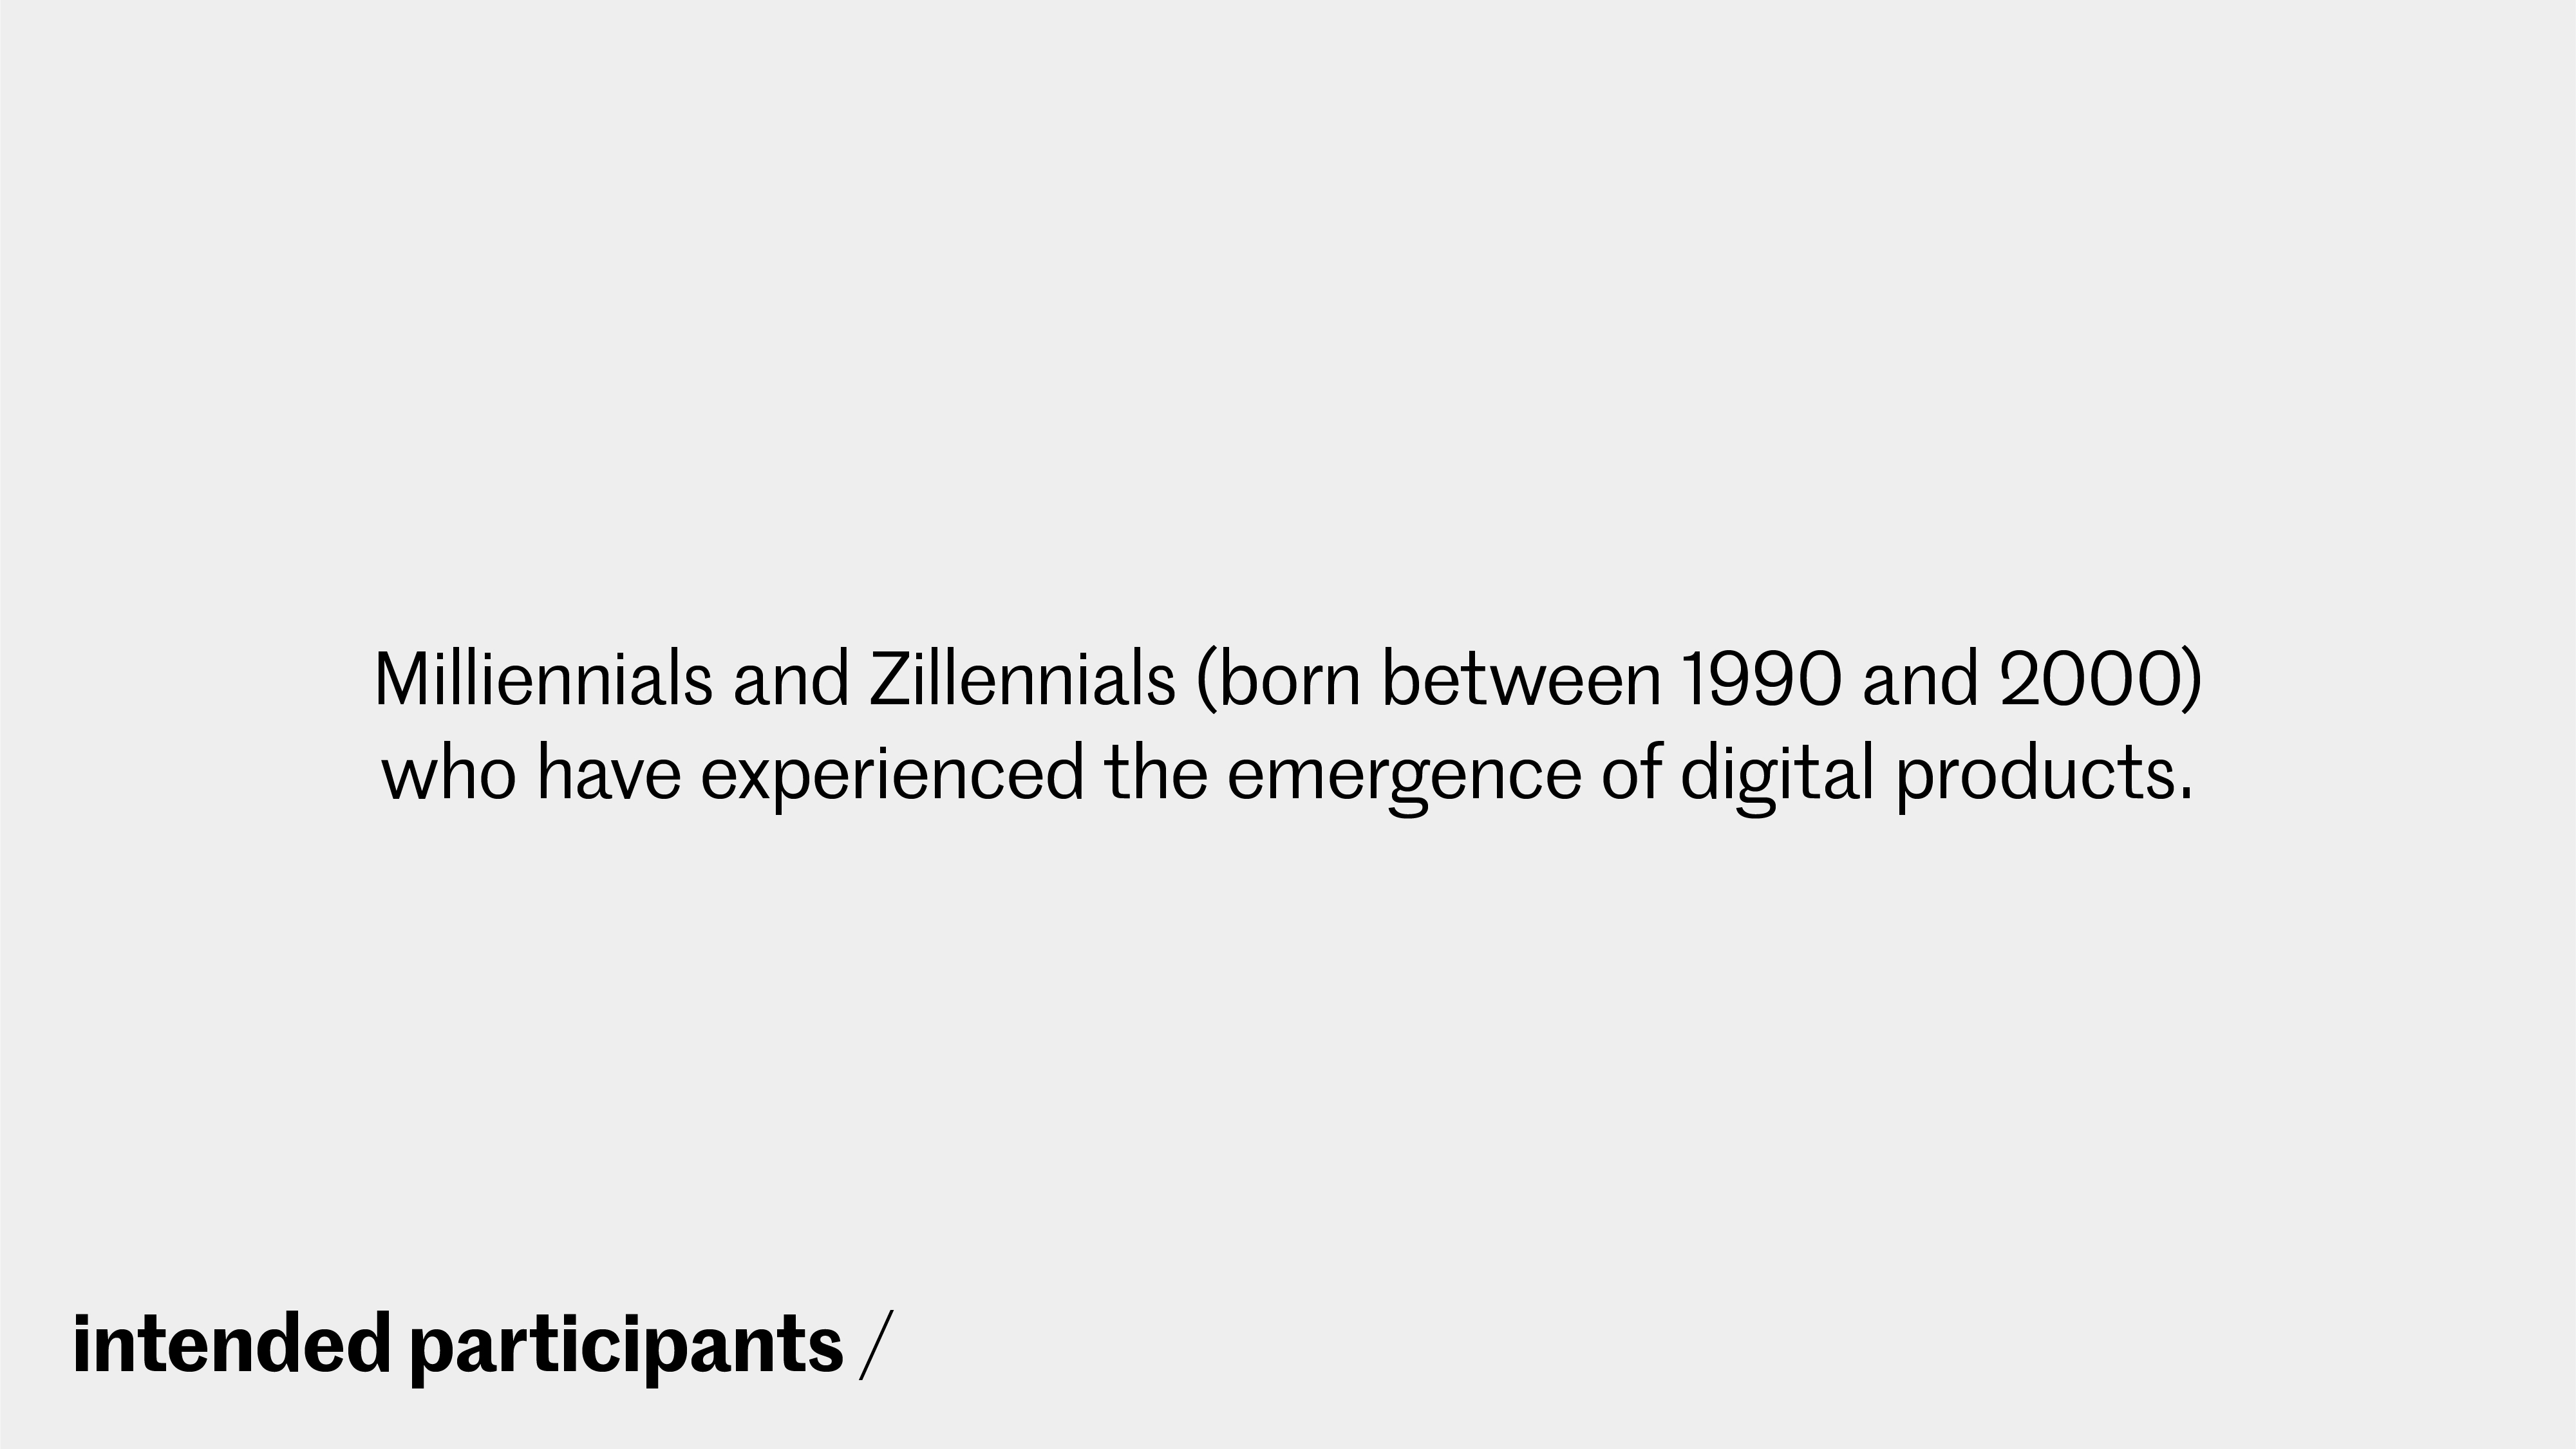 Milliennials and Zillennials (born between 1990 and 2000)
who have experienced the emergence of digital products.
intended participants /